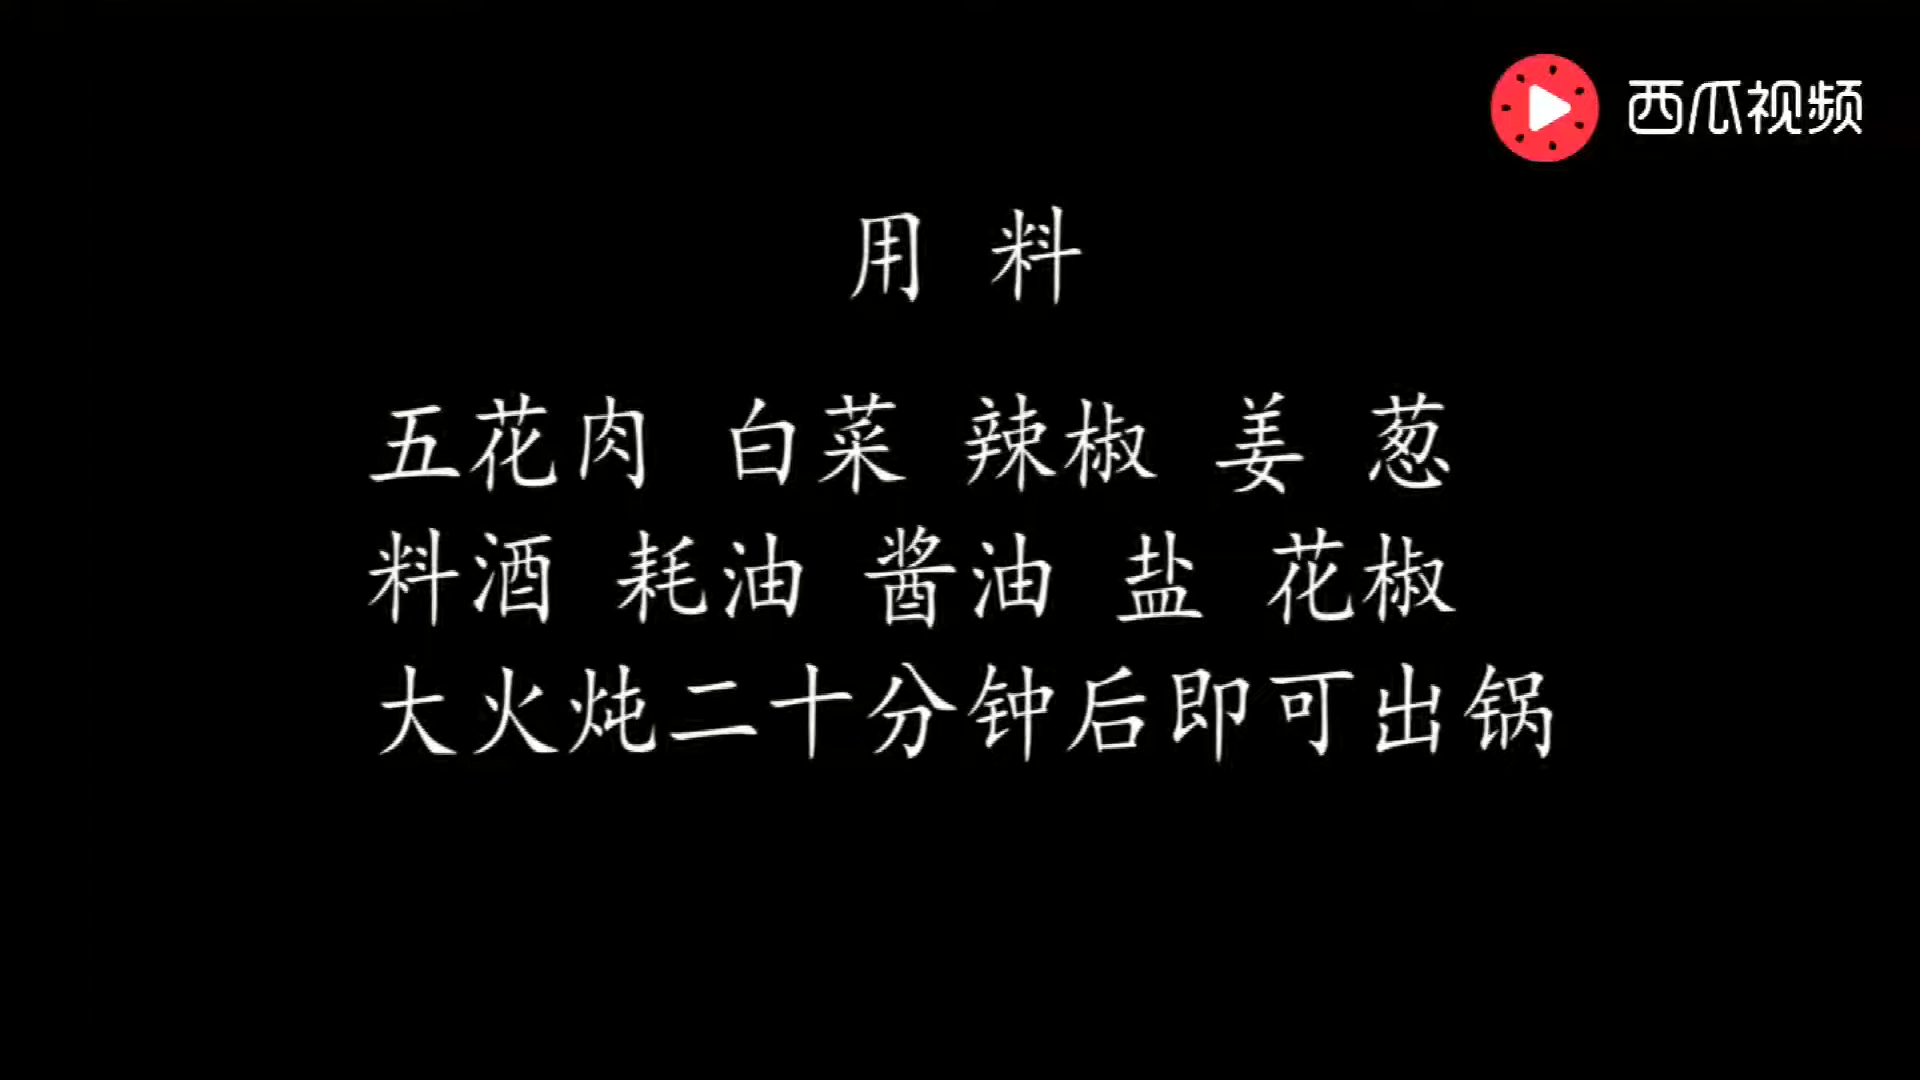 西瓜视频
用 料
五花肉 白菜 辣椒 姜 葱
料酒 耗油 酱油 盐 花椒
大火炖二十分钟后即可出锅